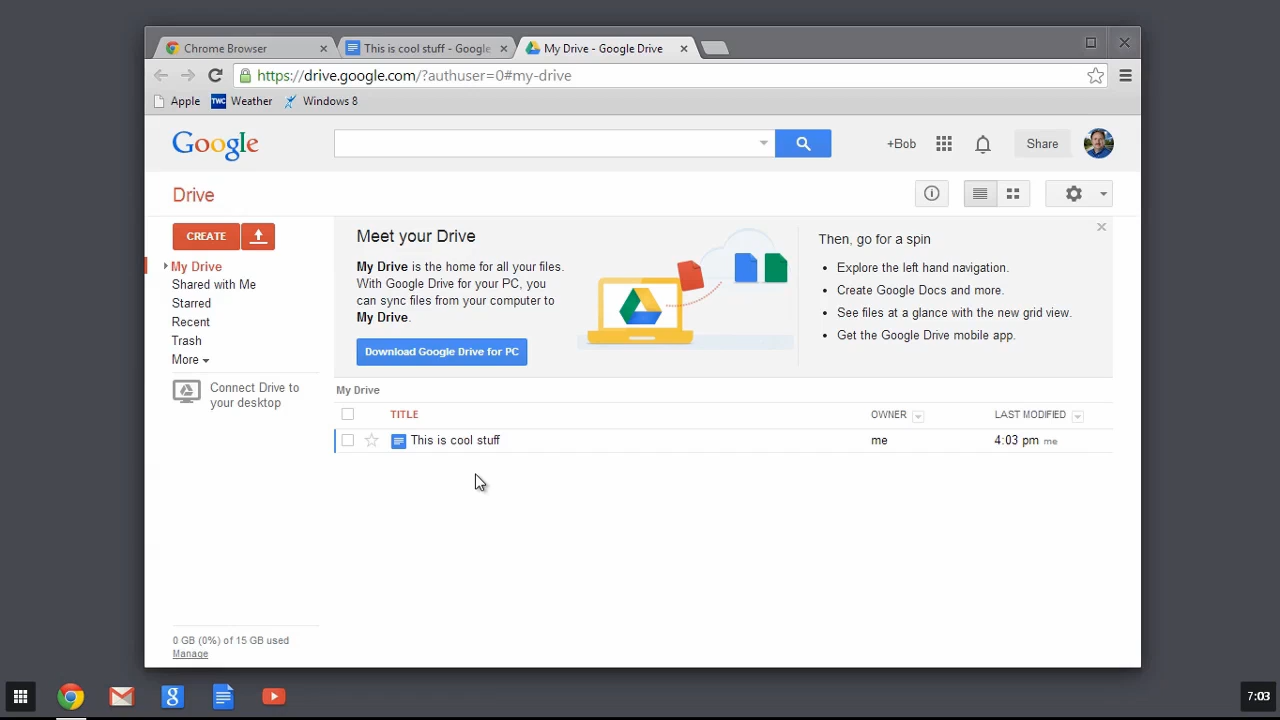 Chrome Browser
This is cool stuff - Google
My Drive - Google Drive
https://drive.google.com/?authuser=0#my-drive
Apple
TWC Weather
Windows 8
Google
+Bob
Share
Drive
CREATE
My Drive
Shared with Me
Starred
Recent
Trash
More
Connect Drive to
your desktop
Meet your Drive
My Drive is the home for all your files.
With Google Drive for your PC, you
can sync files from your computer to
My Drive.
Download Google Drive for PC
Then, go for a spin
Explore the left hand navigation.
Create Google Docs and more.
See files at a glance with the new grid view.
Get the Google Drive mobile app.
My Drive
TITLE
OWNER
LAST MODIFIED
This is cool stuff
me
4:03 pm me
0 GB (0%) of 15 GB used
Manage
g
7:03